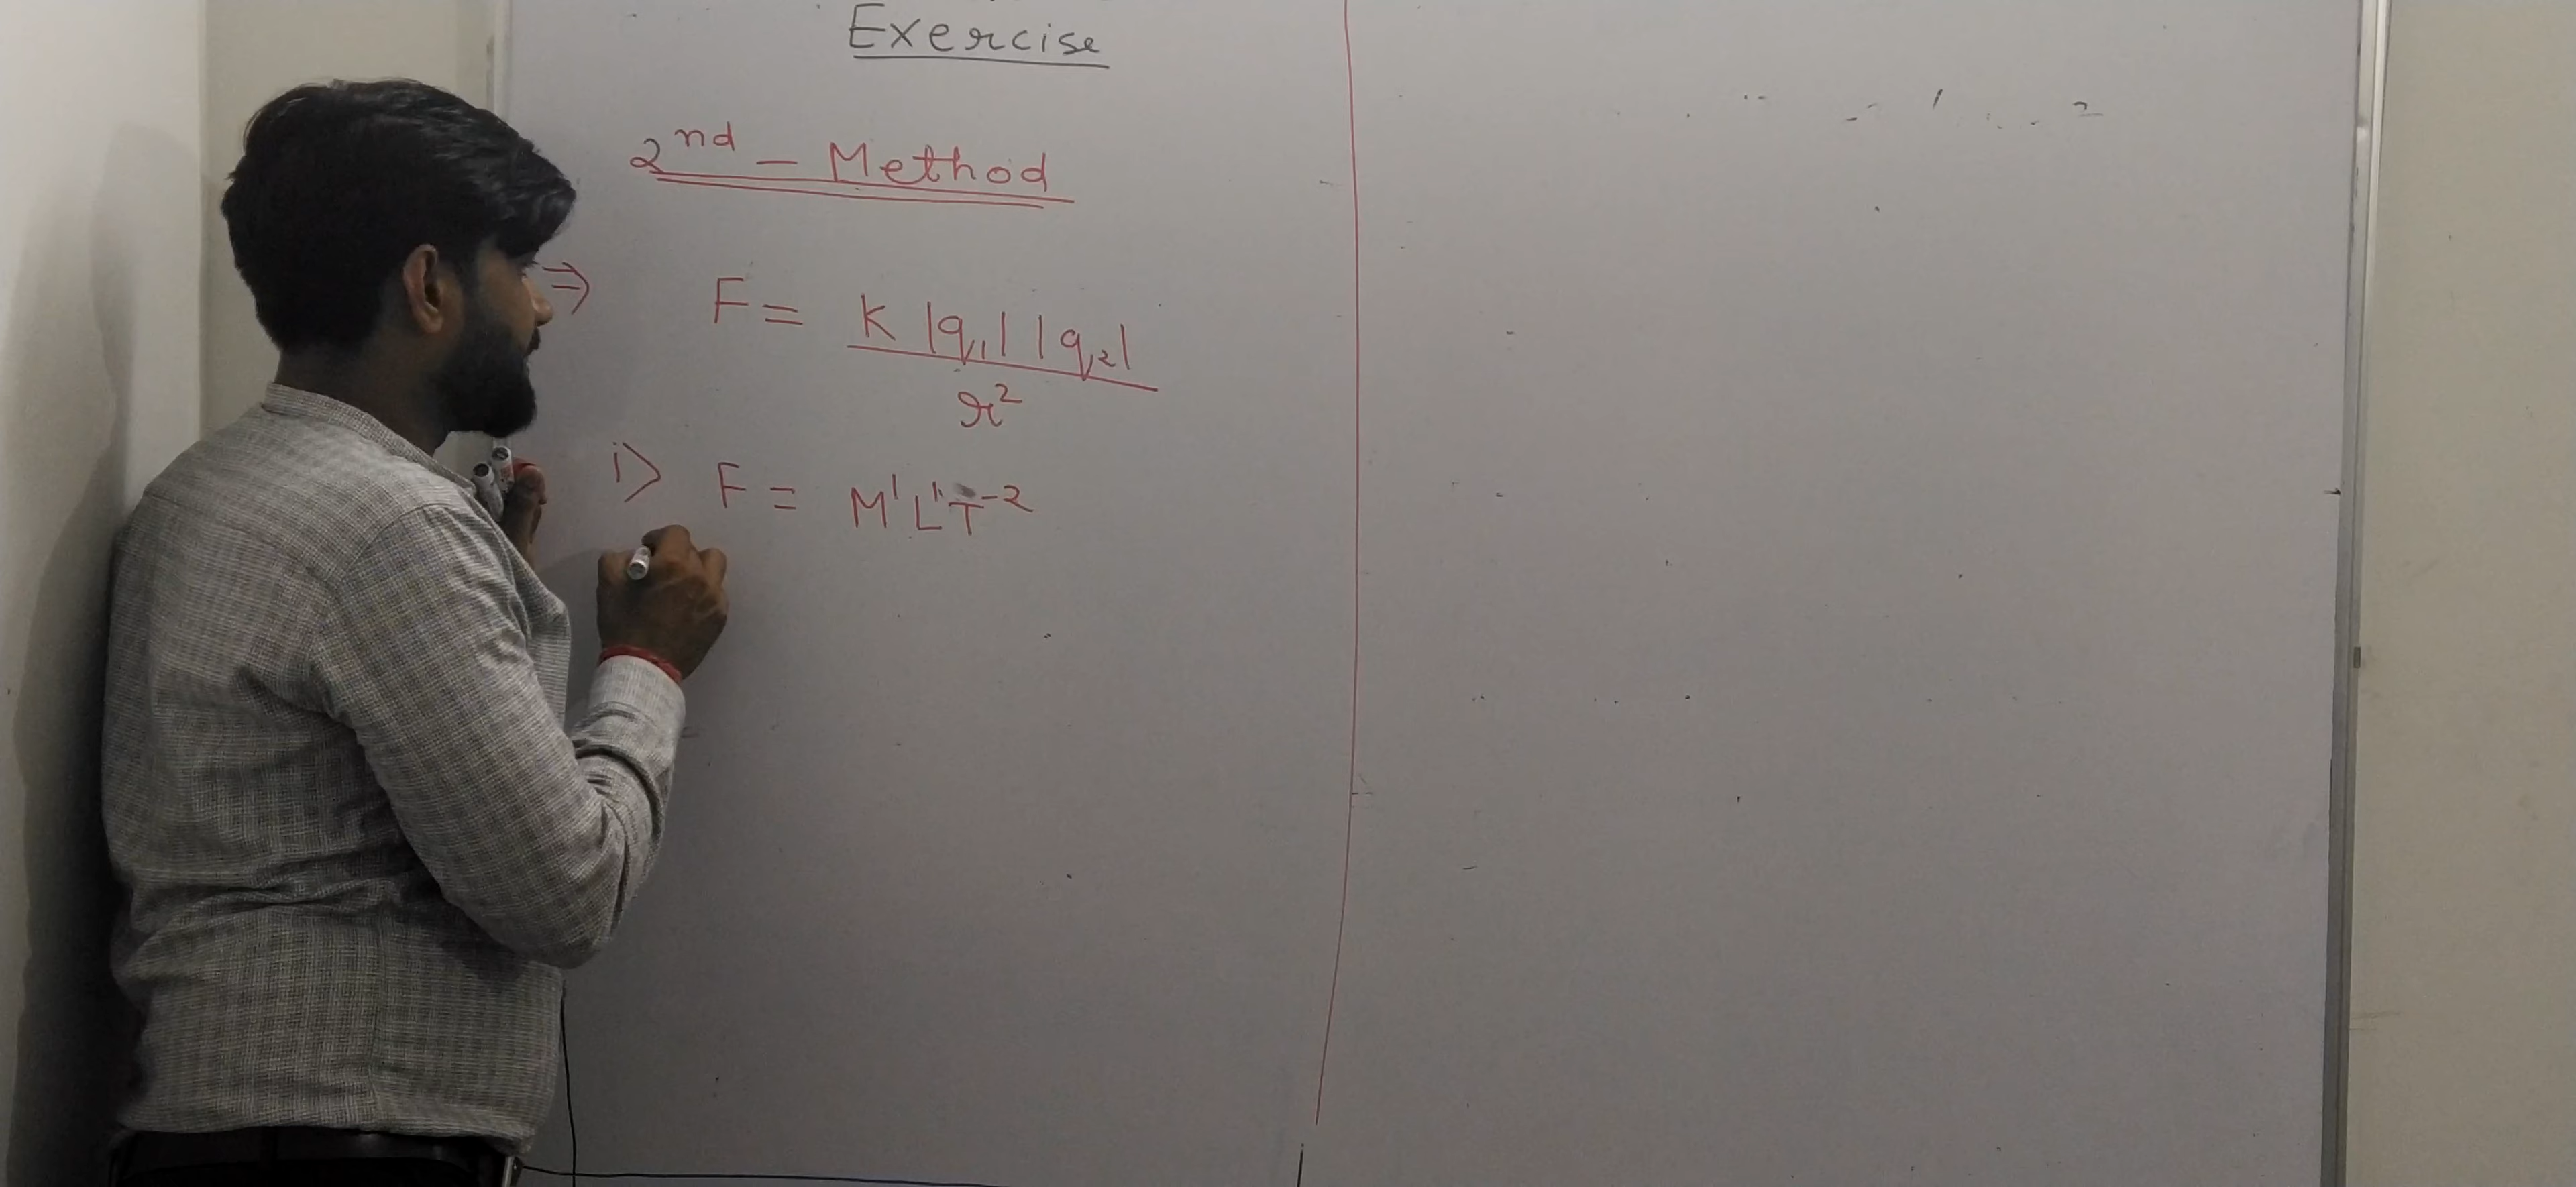 Exercise
2nd - Method
⇒ F = K |q1| |q2|
r²
i> F = M¹L¹T⁻²